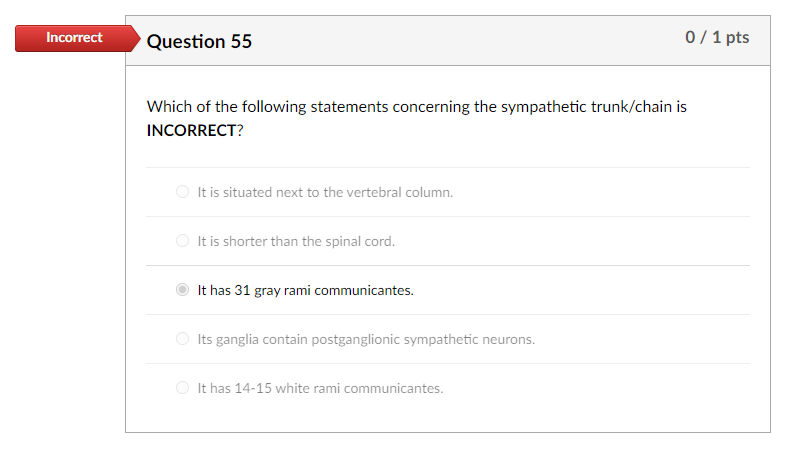 Incorrect
Question 55
0 / 1 pts
Which of the following statements concerning the sympathetic trunk/chain is
INCORRECT?
It is situated next to the vertebral column.
It is shorter than the spinal cord.
It has 31 gray rami communicantes.
Its ganglia contain postganglionic sympathetic neurons.
It has 14-15 white rami communicantes.